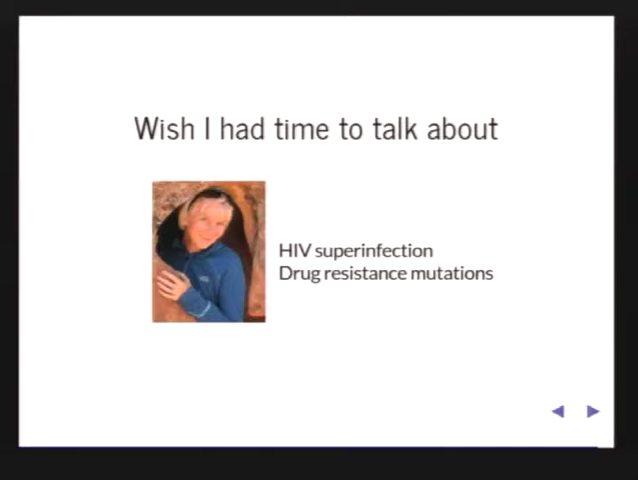 Wish I had time to talk about
HIV superinfection
Drug resistance mutations